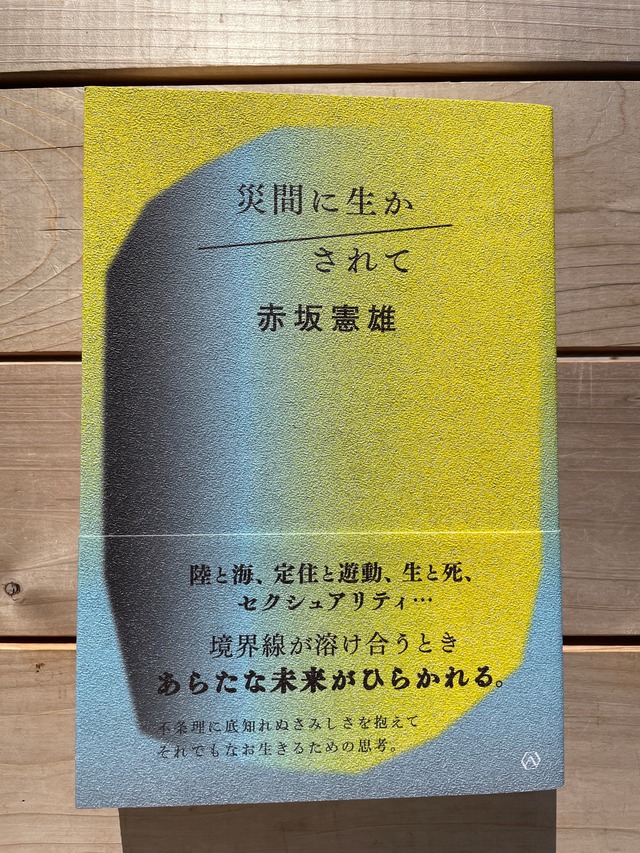 災間に生か
されて
赤坂憲雄
陸と海、定住と遊動、生と死、
セクシュアリティ…
境界線が溶け合うとき
あらたな未来がひらかれる。
不条理に底知れぬさみしさを抱えて
それでもなお生きるための思考。